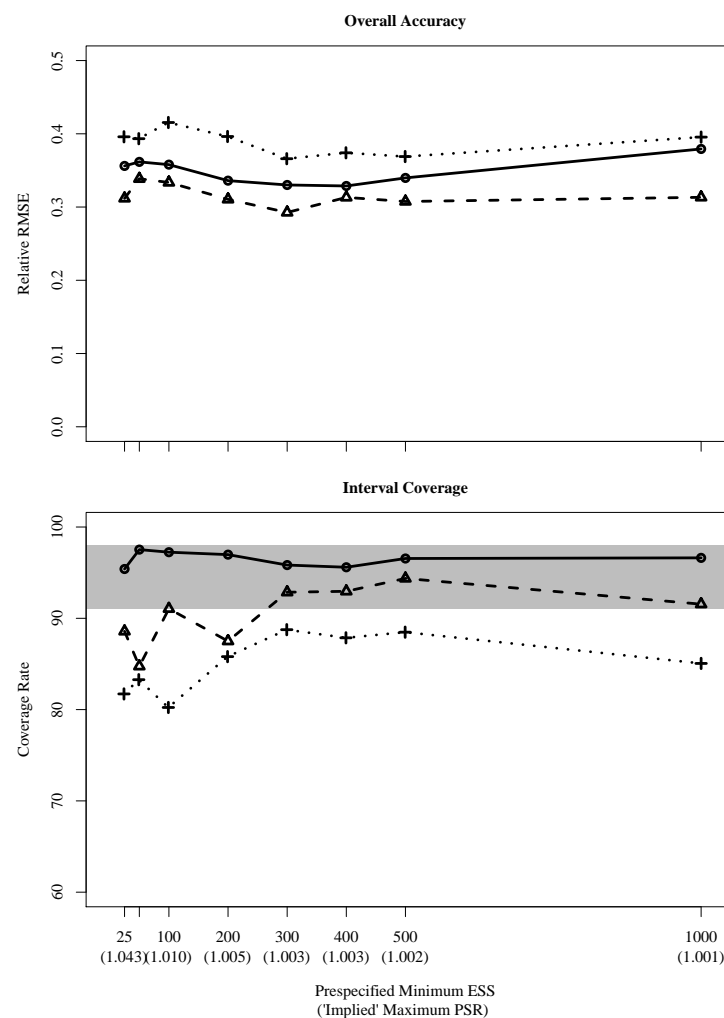 Overall Accuracy
0.5
0.4
0.3
0.2
0.1
0.0
Relative RMSE
Interval Coverage
100
90
80
70
60
Coverage Rate
25 100 200 300 400 500 1000
(1.043)(1.010) (1.005) (1.003) (1.003) (1.002) (1.001)
Prespecified Minimum ESS
('Implied' Maximum PSR)